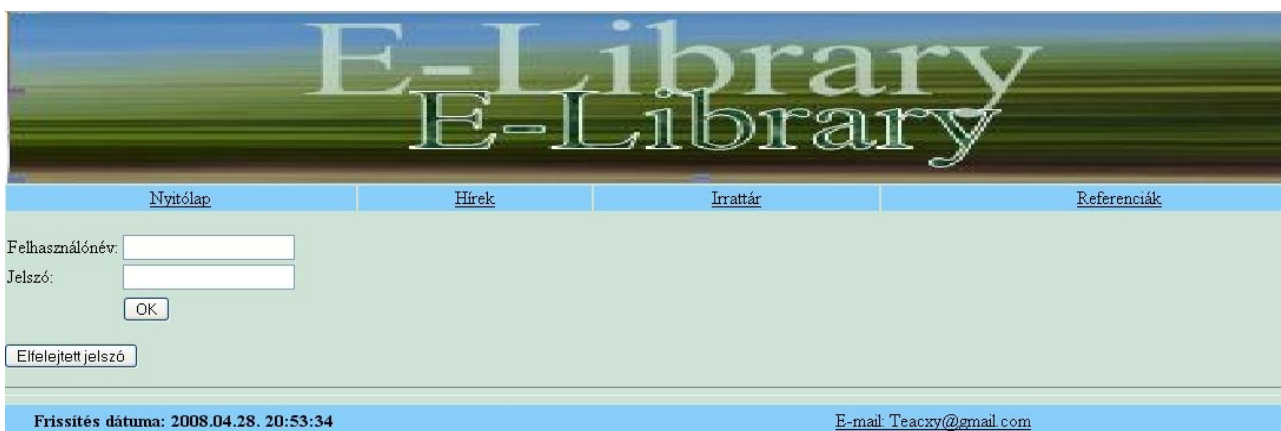 E-Library
E-Library
Nyitólap Hírek Irrattár Referenciák
Felhasználónév:
Jelszó:
OK
Elfelejtett jelszó
Frissítés dátuma: 2008.04.28. 20:53:34 E-mail: Teacxy@gmail.com